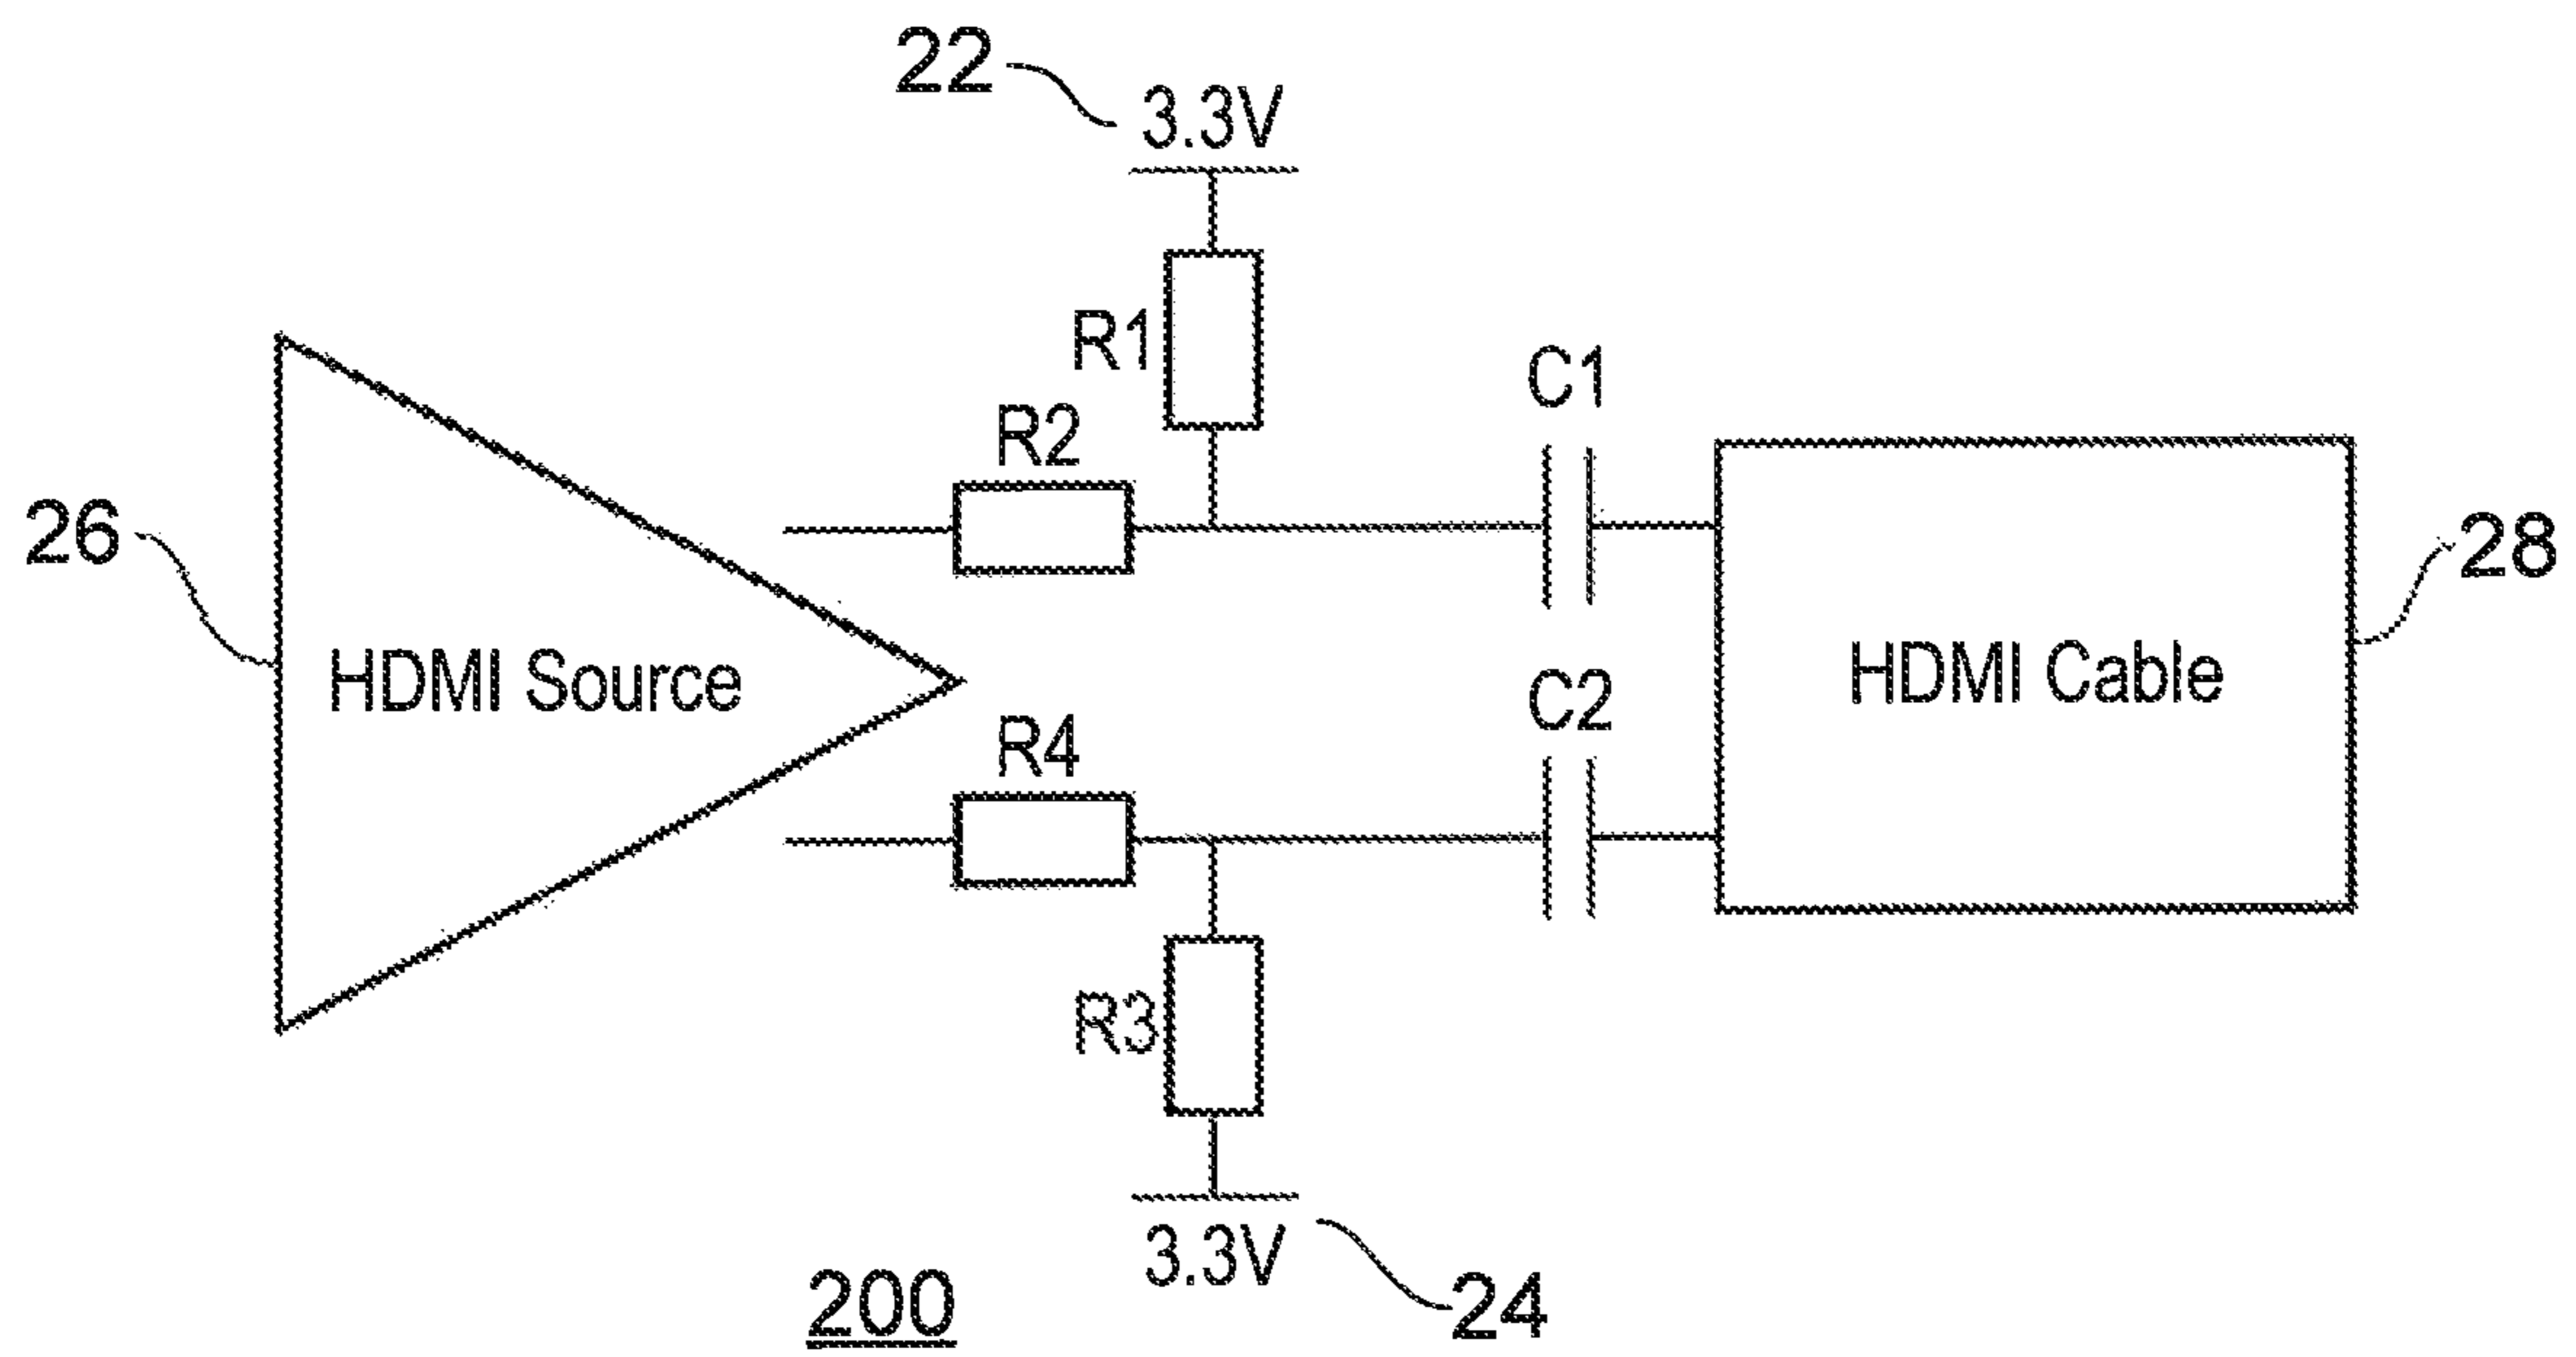 22
3.3V
R1
C1
R2
26
28
HDMI Source
HDMI Cable
C2
R4
R3
3.3V
200
24